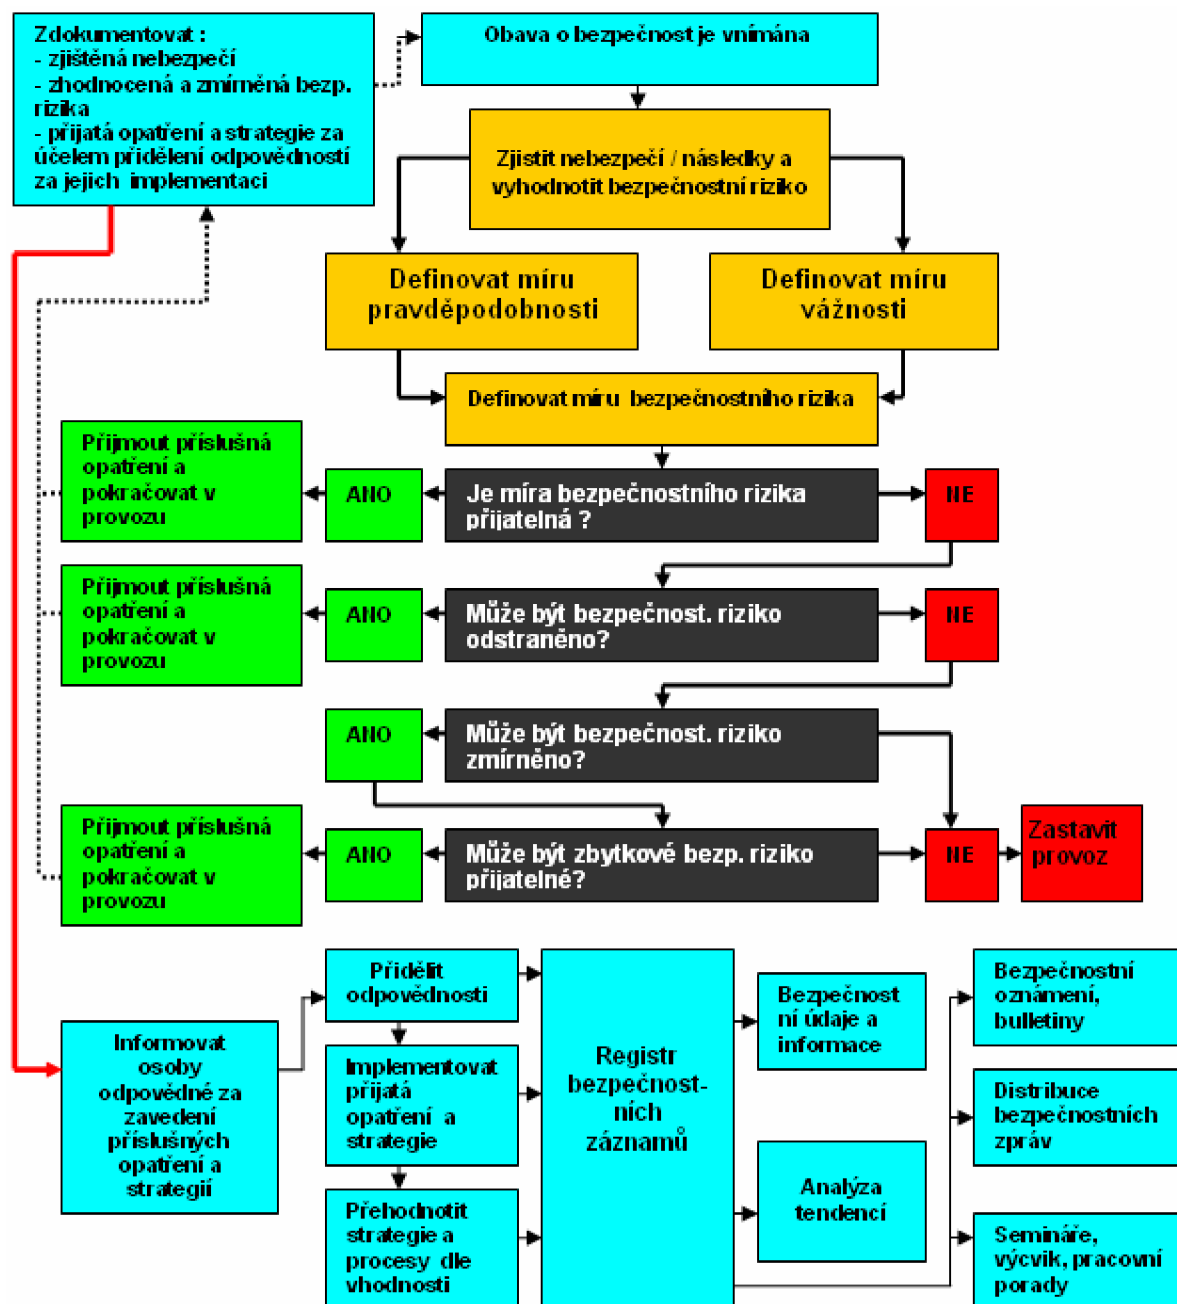 Zdokumentovat :
- zjištěná nebezpečí
- zhodnocená a zmírněná bezp.
rizika
- přijatá opatření a strategie za
účelem přidělení odpovědností
za jejich implementaci
Obava o bezpečnost je vnímána
Zjistit nebezpečí / následky a
vyhodnotit bezpečnostní riziko
Definovat míru
pravděpodobnosti
Definovat míru
vážnosti
Definovat míru bezpečnostního rizika
Přijmout příslušná
opatření a
pokračovat v
provozu
ANO
Je míra bezpečnostního rizika
přijatelná ?
NE
Přijmout příslušná
opatření a
pokračovat v
provozu
ANO
Může být bezpečnost. riziko
odstraněno?
NE
ANO
Může být bezpečnost. riziko
zmírněno?
Přijmout příslušná
opatření a
pokračovat v
provozu
ANO
Může být zbytkové bezp. riziko
přijatelné?
NE
Zastavit
provoz
Informovat
osoby
odpovědné za
zavedení
příslušných
opatření a
strategií
Přidělit
odpovědnosti
Implementovat
přijatá
opatření a
strategie
Přehodnotit
strategie a
procesy dle
vhodnosti
Registr
bezpečnost-
ních
záznamů
Bezpečnost
ní údaje a
informace
Analýza
tendencí
Bezpečnostní
oznámení,
bulletiny
Distribuce
bezpečnostních
zpráv
Semináře,
výcvik, pracovní
porady